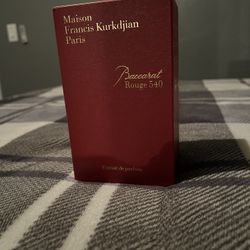 Maison
Francis Kurkdjian
Paris
Baccarat
Rouge 540
Extrait de parfum